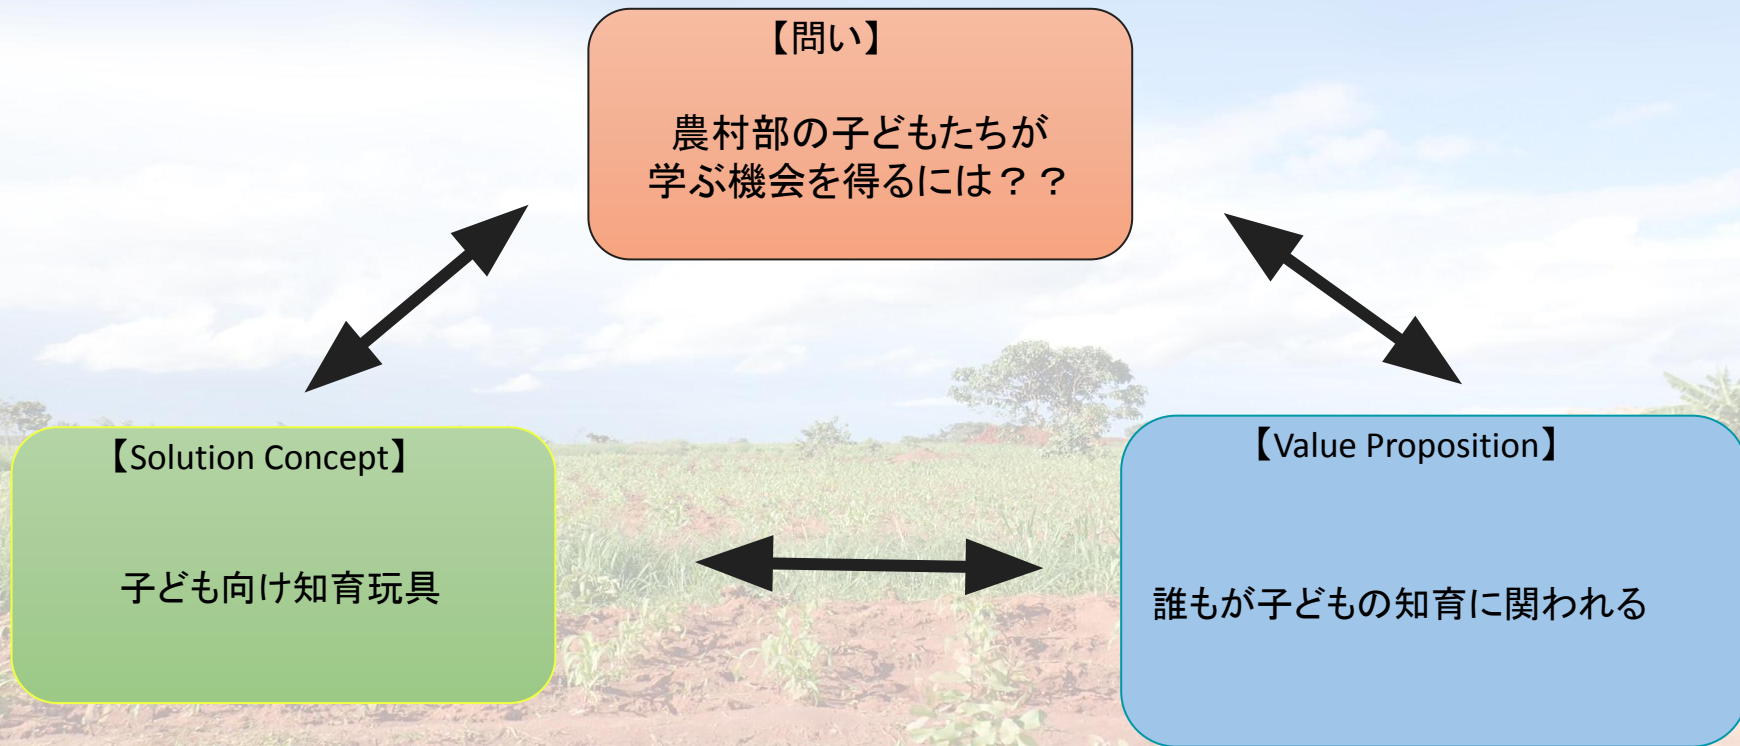 【問い】
農村部の子どもたちが
学ぶ機会を得るには？？
【Solution Concept】
子ども向け知育玩具
【Value Proposition】
誰もが子どもの知育に関われる